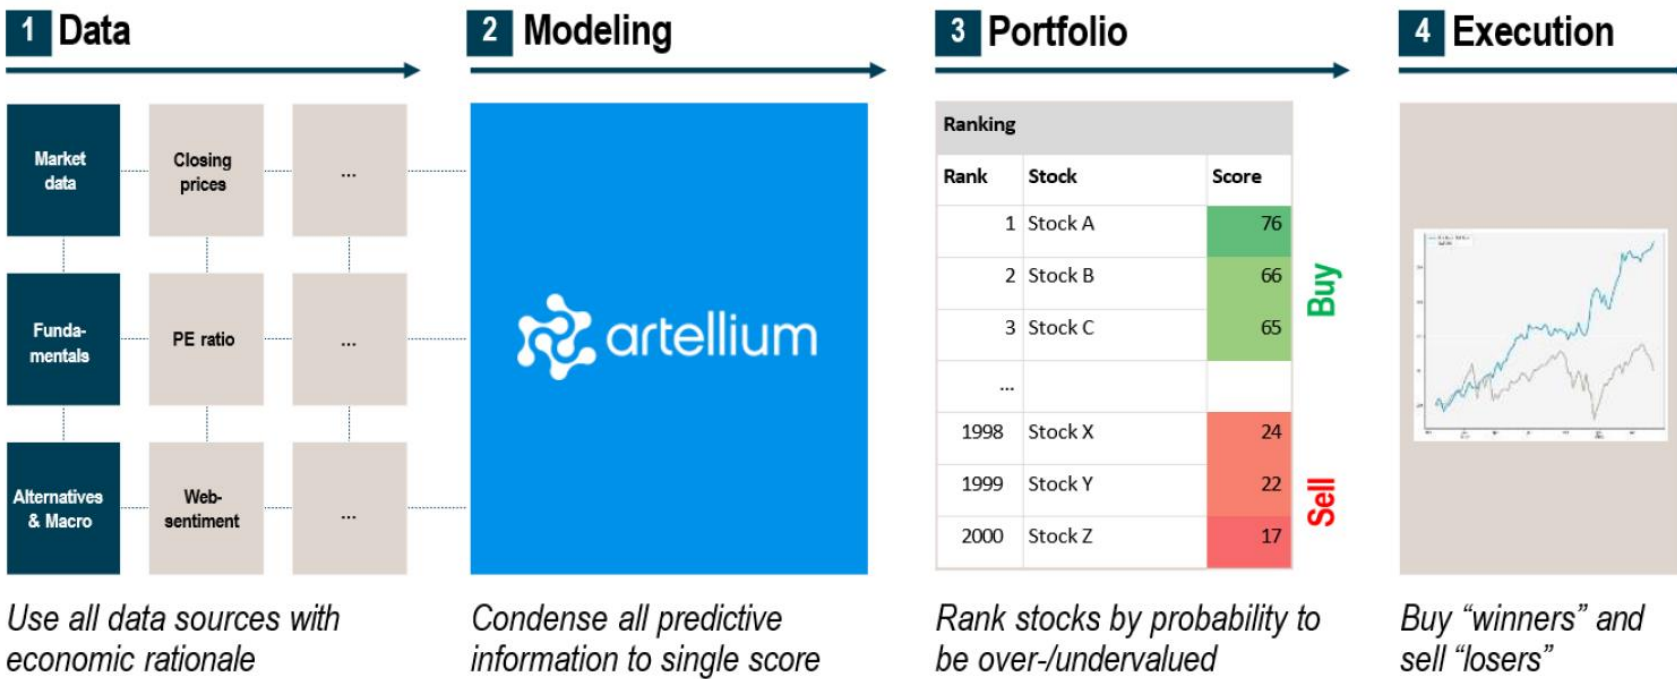 1 Data
Market
data
Closing
prices
...
Funda-
mentals
PE ratio
...
Alternatives
& Macro
Web-
sentiment
...
Use all data sources with
economic rationale
2 Modeling
artellium
Condense all predictive
information to single score
3 Portfolio
Ranking
Rank Stock Score
1 Stock A 76
2 Stock B 66
3 Stock C 65
...
1998 Stock X 24
1999 Stock Y 22
2000 Stock Z 17
Buy
Sell
Rank stocks by probability to
be over-/undervalued
4 Execution
Buy “winners” and
sell “losers”